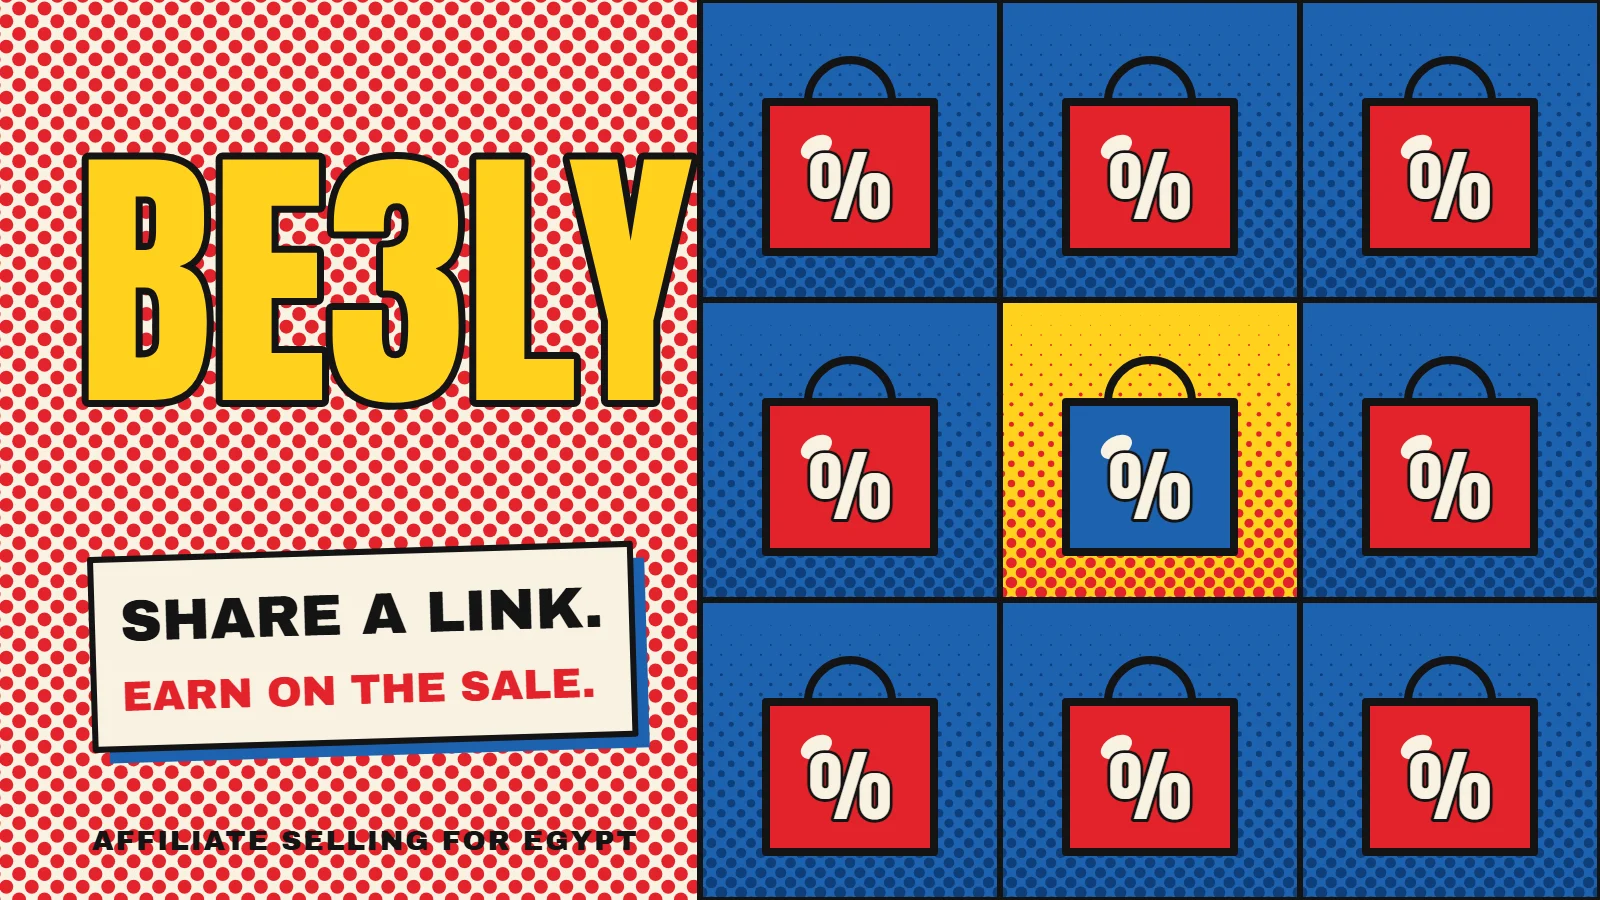 BE3LY
SHARE A LINK.
EARN ON THE SALE.
AFFILIATE SELLING FOR EGYPT
% % %
% % %
% % %